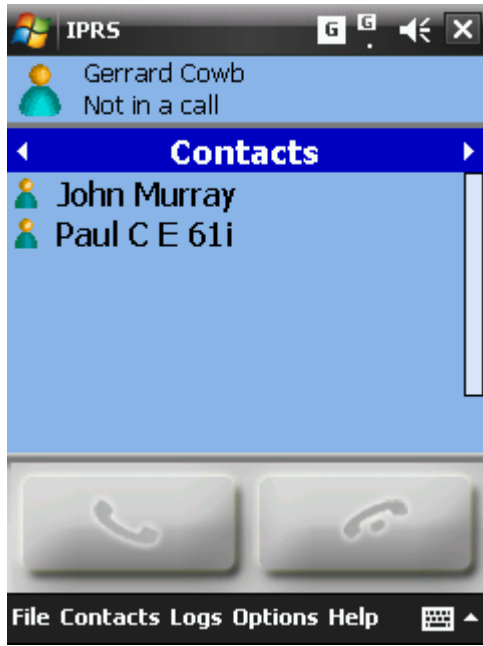 IPRS G G
Gerrard Cowb
Not in a call
Contacts
John Murray
Paul C E 61i
File Contacts Logs Options Help